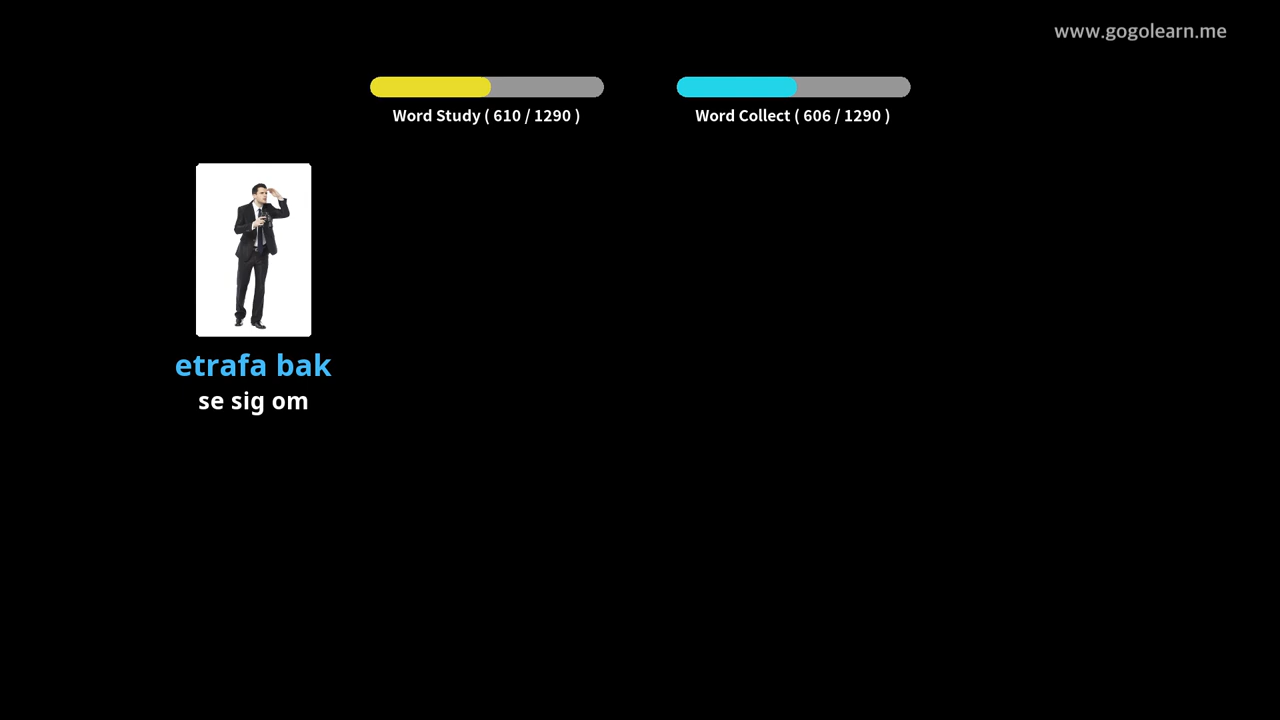 www.gogolearn.me
Word Study ( 610 / 1290 )
Word Collect ( 606 / 1290 )
etrafa bak
se sig om